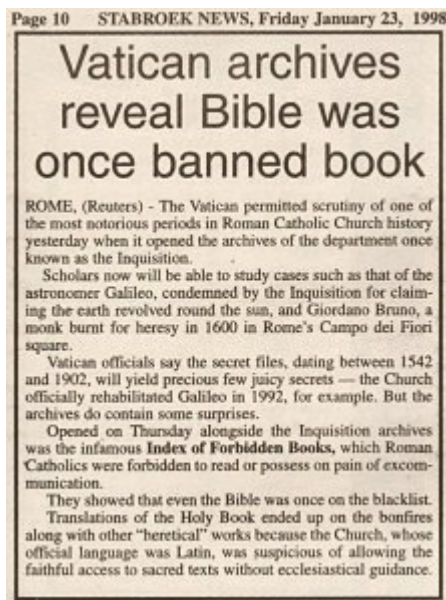 Page 10 STABROEK NEWS, Friday January 23, 1998
Vatican archives
reveal Bible was
once banned book
ROME, (Reuters) - The Vatican permitted scrutiny of one of
the most notorious periods in Roman Catholic Church history
yesterday when it opened the archives of the department once
known as the Inquisition.
Scholars now will be able to study cases such as that of the
astronomer Galileo, condemned by the Inquisition for claim-
ing the earth revolved round the sun, and Giordano Bruno, a
monk burnt for heresy in 1600 in Rome's Campo dei Fiori
square.
Vatican officials say the secret files, dating between 1542
and 1902, will yield precious few juicy secrets — the Church
officially rehabilitated Galileo in 1992, for example. But the
archives do contain some surprises.
Opened on Thursday alongside the Inquisition archives
was the infamous Index of Forbidden Books, which Roman
Catholics were forbidden to read or possess on pain of excom-
munication.
They showed that even the Bible was once on the blacklist.
Translations of the Holy Book ended up on the bonfires
along with other "heretical" works because the Church, whose
official language was Latin, was suspicious of allowing the
faithful access to sacred texts without ecclesiastical guidance.